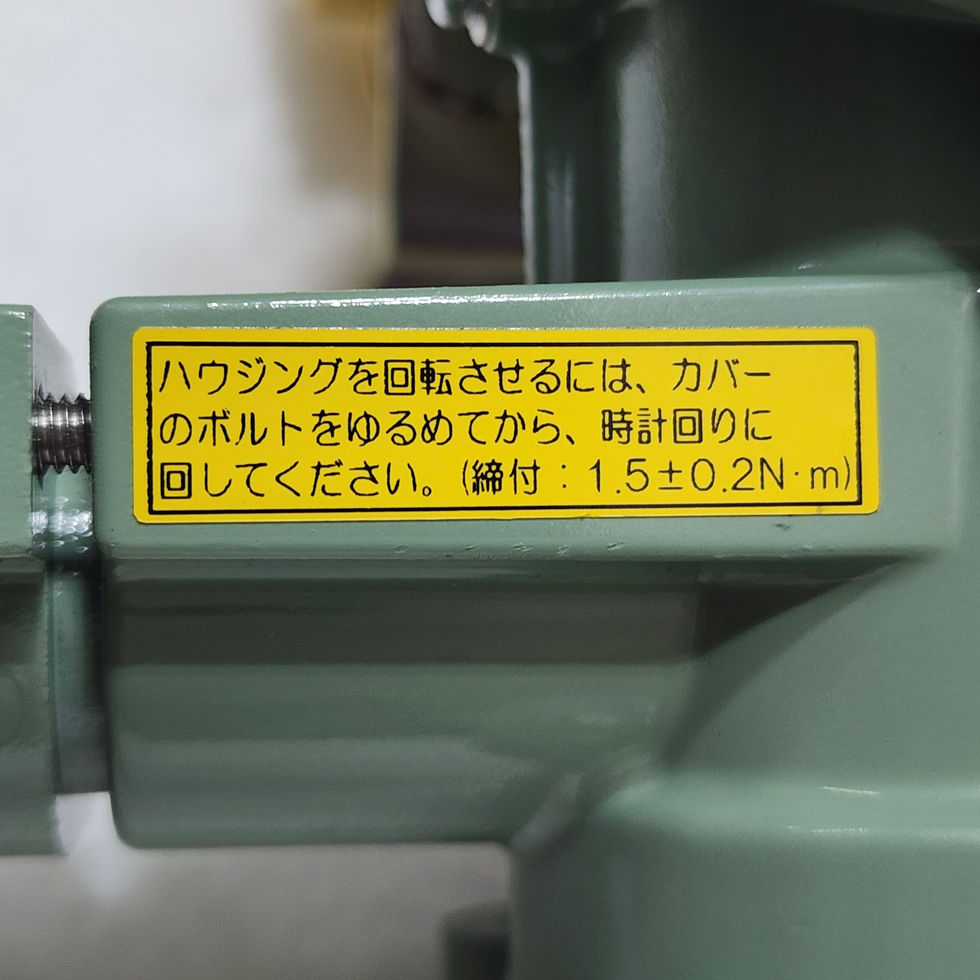 ハウジングを回転させるには、カバー
のボルトをゆるめてから、時計回りに
回してください。(締付：1.5±0.2N·m)